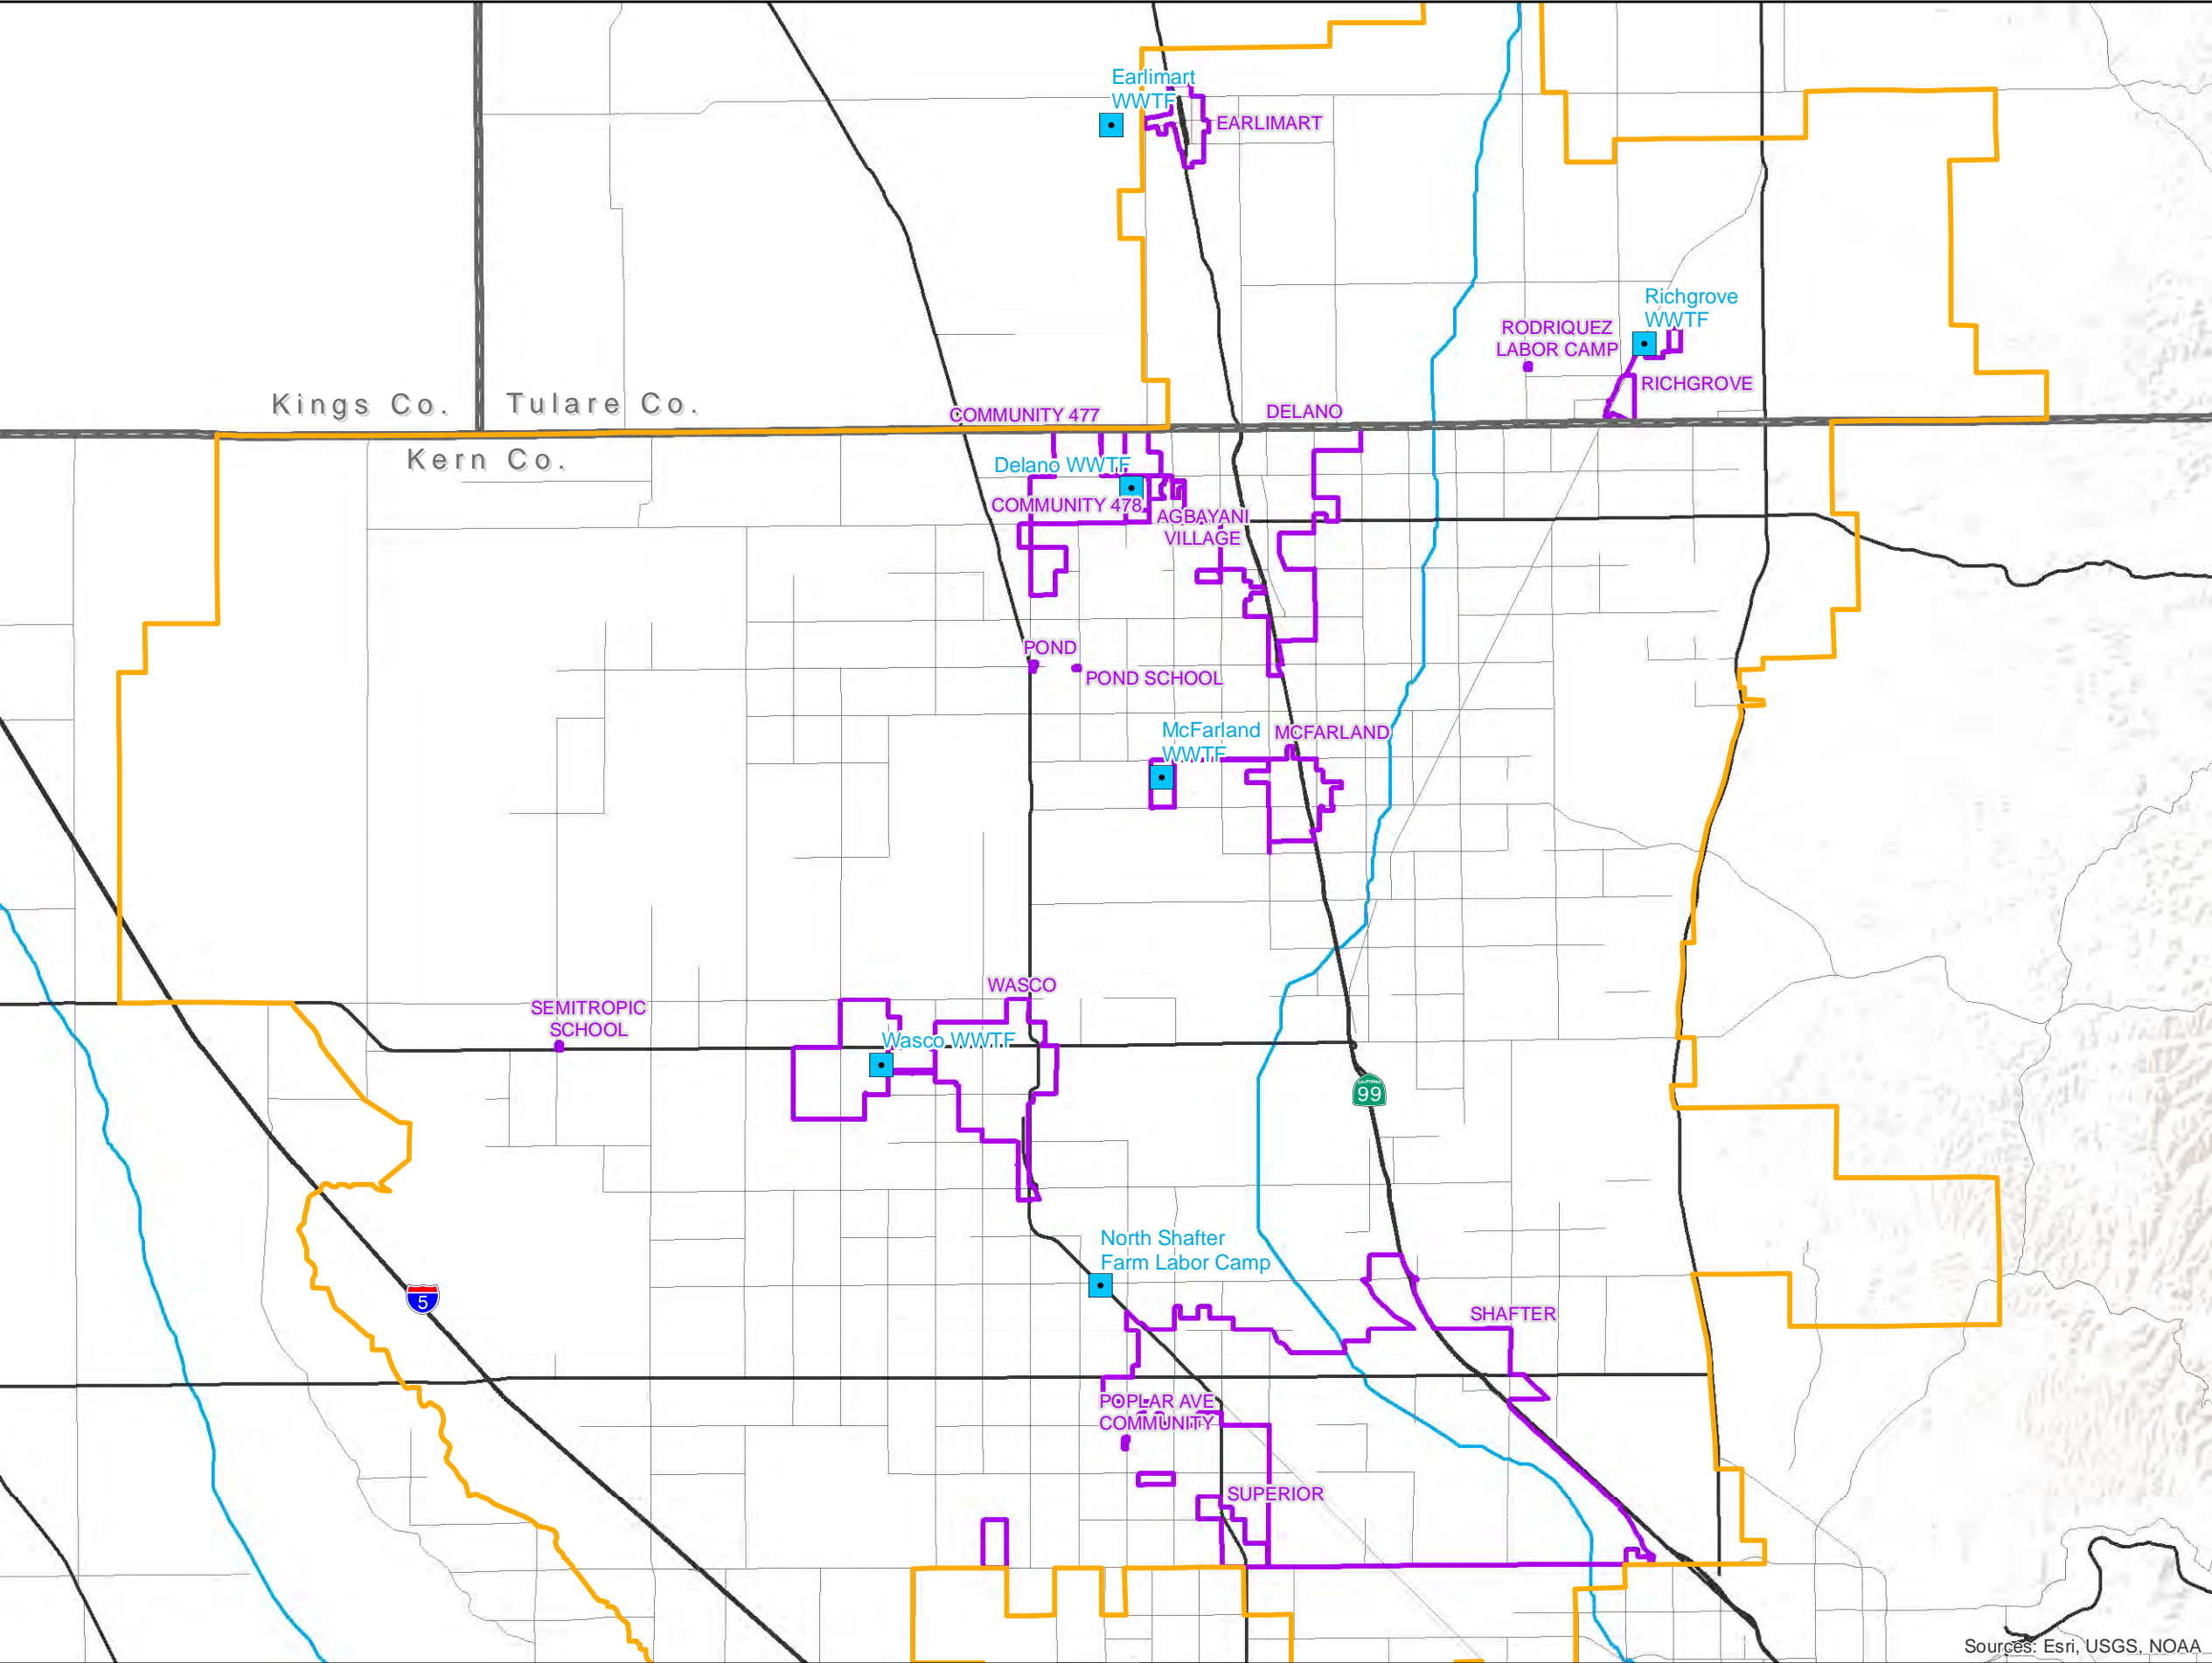 Earlimart
WWTF
EARLIMART
Richgrove
WWTF
RODRIQUEZ
LABOR CAMP
RICHGROVE
Kings Co.
Tulare Co.
COMMUNITY 477
DELANO
Kern Co.
Delano WWTF
COMMUNITY 478
AGBAYANI
VILLAGE
POND
POND SCHOOL
McFarland
WWTF
MCFARLAND
WASCO
SEMITROPIC
SCHOOL
Wasco WWTF
CALIFORNIA
99
North Shafter
Farm Labor Camp
5
SHAFTER
POPLAR AVE
COMMUNITY
SUPERIOR
Sources: Esri, USGS, NOAA